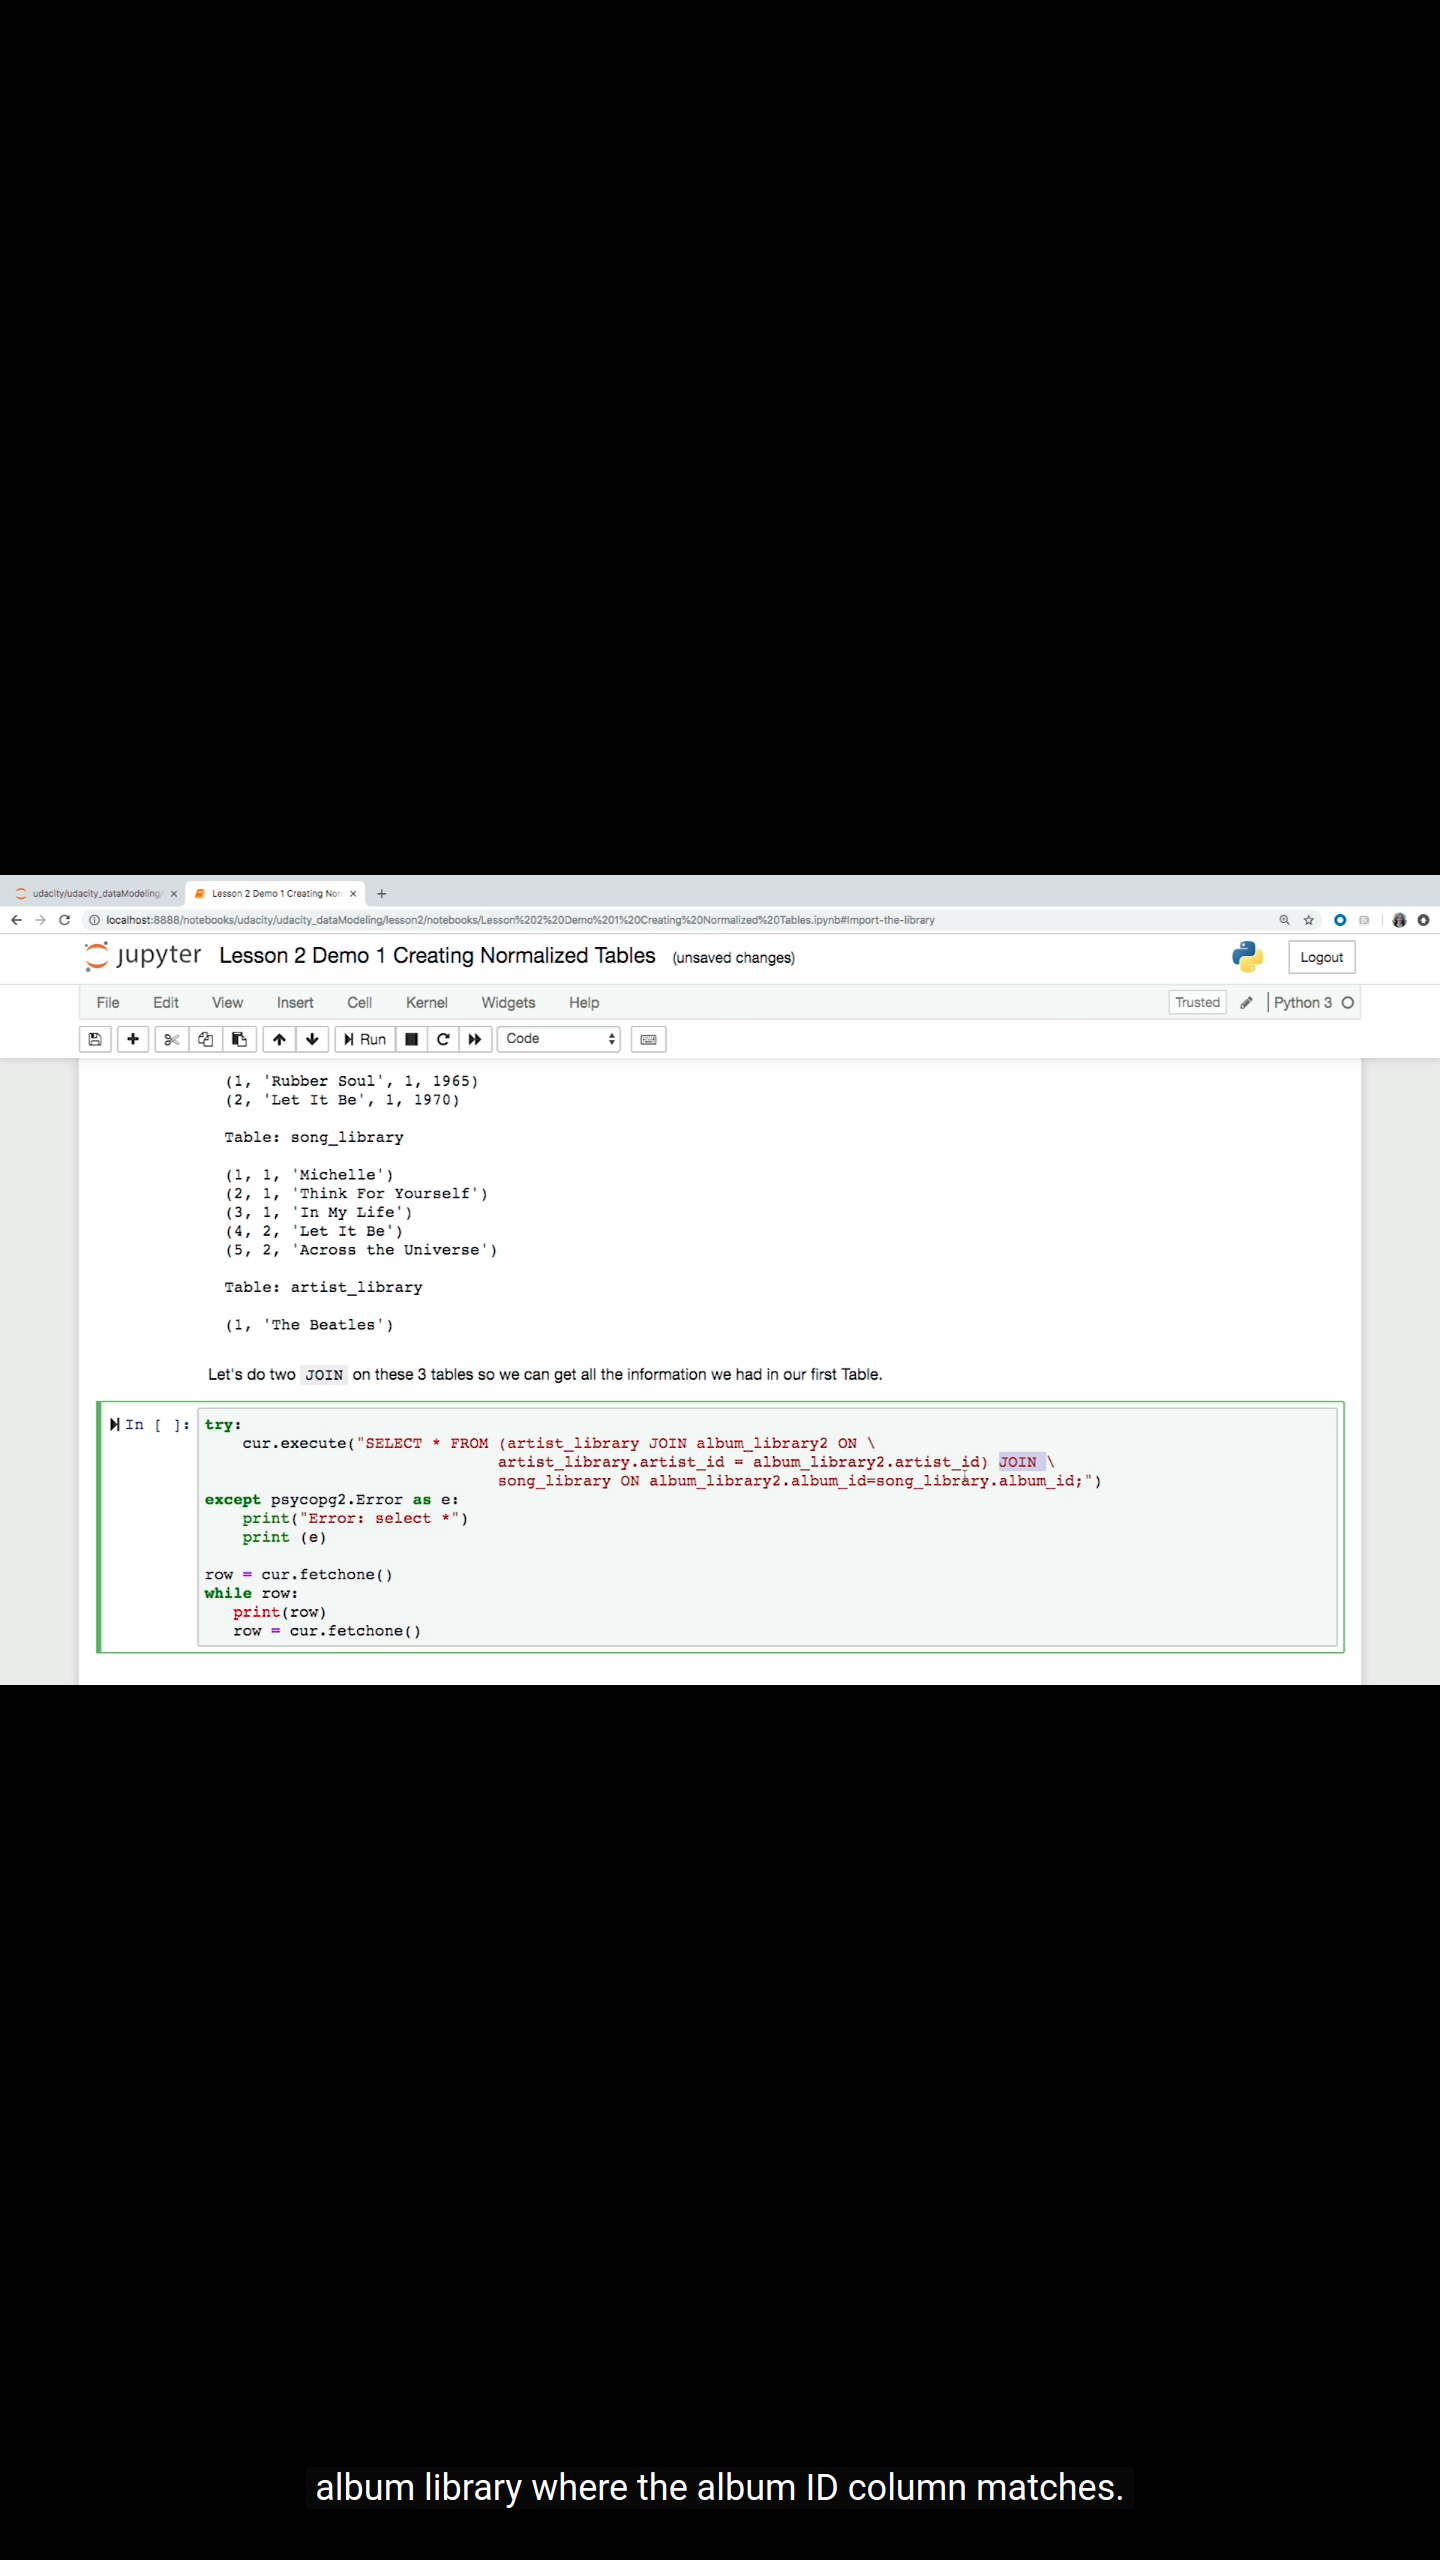 udacity/udacity_dataModeling/
Lesson 2 Demo 1 Creating Nor
localhost:8888/notebooks/udacity/udacity_dataModeling/lesson2/notebooks/Lesson%202%20Demo%201%20Creating%20Normalized%20Tables.ipynb#Import-the-library
jupyter Lesson 2 Demo 1 Creating Normalized Tables (unsaved changes)
Logout
File Edit View Insert Cell Kernel Widgets Help
Trusted Python 3
Run Code
(1, 'Rubber Soul', 1, 1965)
(2, 'Let It Be', 1, 1970)
Table: song_library
(1, 1, 'Michelle')
(2, 1, 'Think For Yourself')
(3, 1, 'In My Life')
(4, 2, 'Let It Be')
(5, 2, 'Across the Universe')
Table: artist_library
(1, 'The Beatles')
Let's do two JOIN on these 3 tables so we can get all the information we had in our first Table.
In [ ]: try:
cur.execute("SELECT * FROM (artist_library JOIN album_library2 ON \
artist_library.artist_id = album_library2.artist_id) JOIN \
song_library ON album_library2.album_id=song_library.album_id;")
except psycopg2.Error as e:
print("Error: select *")
print (e)
row = cur.fetchone()
while row:
print(row)
row = cur.fetchone()
album library where the album ID column matches.